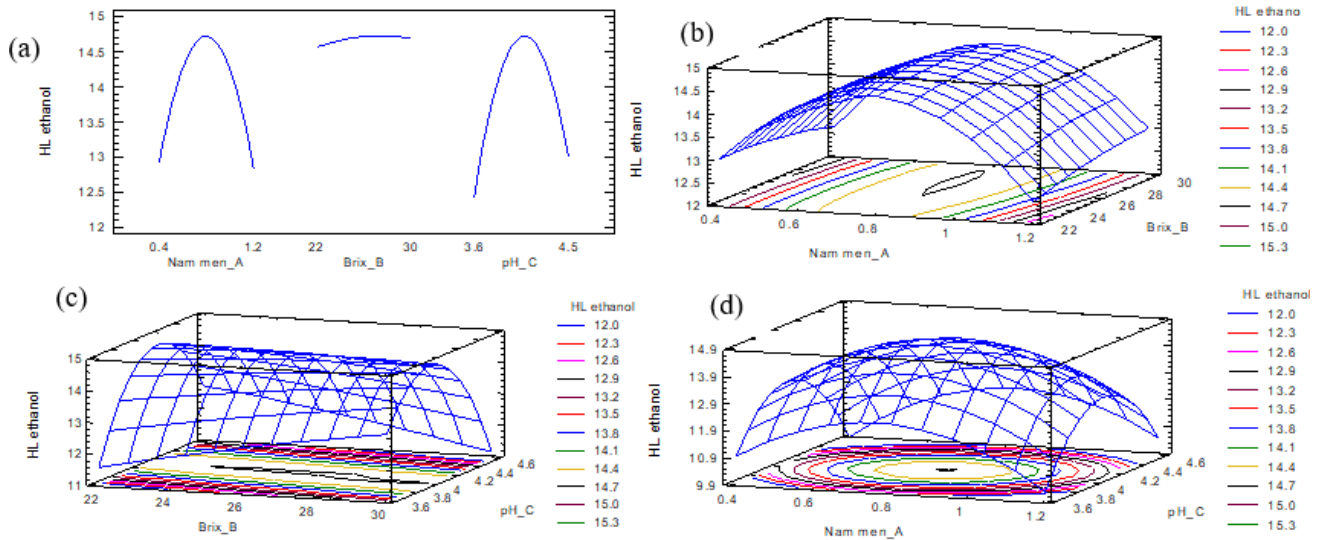 (a)
HL ethanol
15
14.5
14
13.5
13
12.5
12
0.4 1.2 22 30 3.6 4.5
Nam men_A Brix_B pH_C
(b)
HL ethanol
15
14.5
14
13.5
13
12.5
12
0.4 0.6 0.8 1 1.2
Nam men_A
22 24 26 28 30
Brix_B
HL ethano
12.0
12.3
12.6
12.9
13.2
13.5
13.8
14.1
14.4
14.7
15.0
15.3
(c)
HL ethanol
15
14
13
12
11
22 24 26 30
Brix_B
3.6 3.8 4 4.2 4.4 4.6
pH_C
HL ethanol
12.0
12.3
12.6
12.9
13.2
13.5
13.8
14.1
14.4
14.7
15.0
15.3
(d)
HL ethanol
14.9
13.9
12.9
11.9
10.9
9.9
0.4 0.6 0.8 1 1.2
Nam men_A
3.6 3.8 4 4.2 4.4 4.6
pH_C
HL ethanol
12.0
12.3
12.6
12.9
13.2
13.5
13.8
14.1
14.4
14.7
15.0
15.3